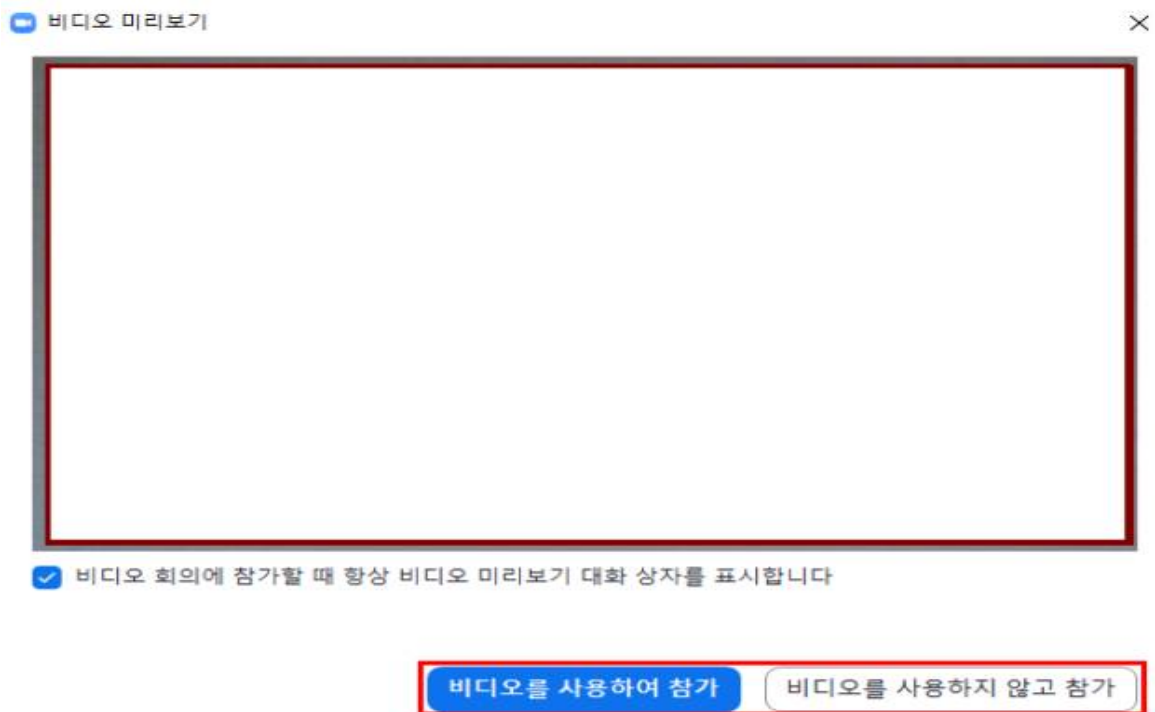 비디오 미리보기
비디오 회의에 참가할 때 항상 비디오 미리보기 대화 상자를 표시합니다
비디오를 사용하여 참가 비디오를 사용하지 않고 참가